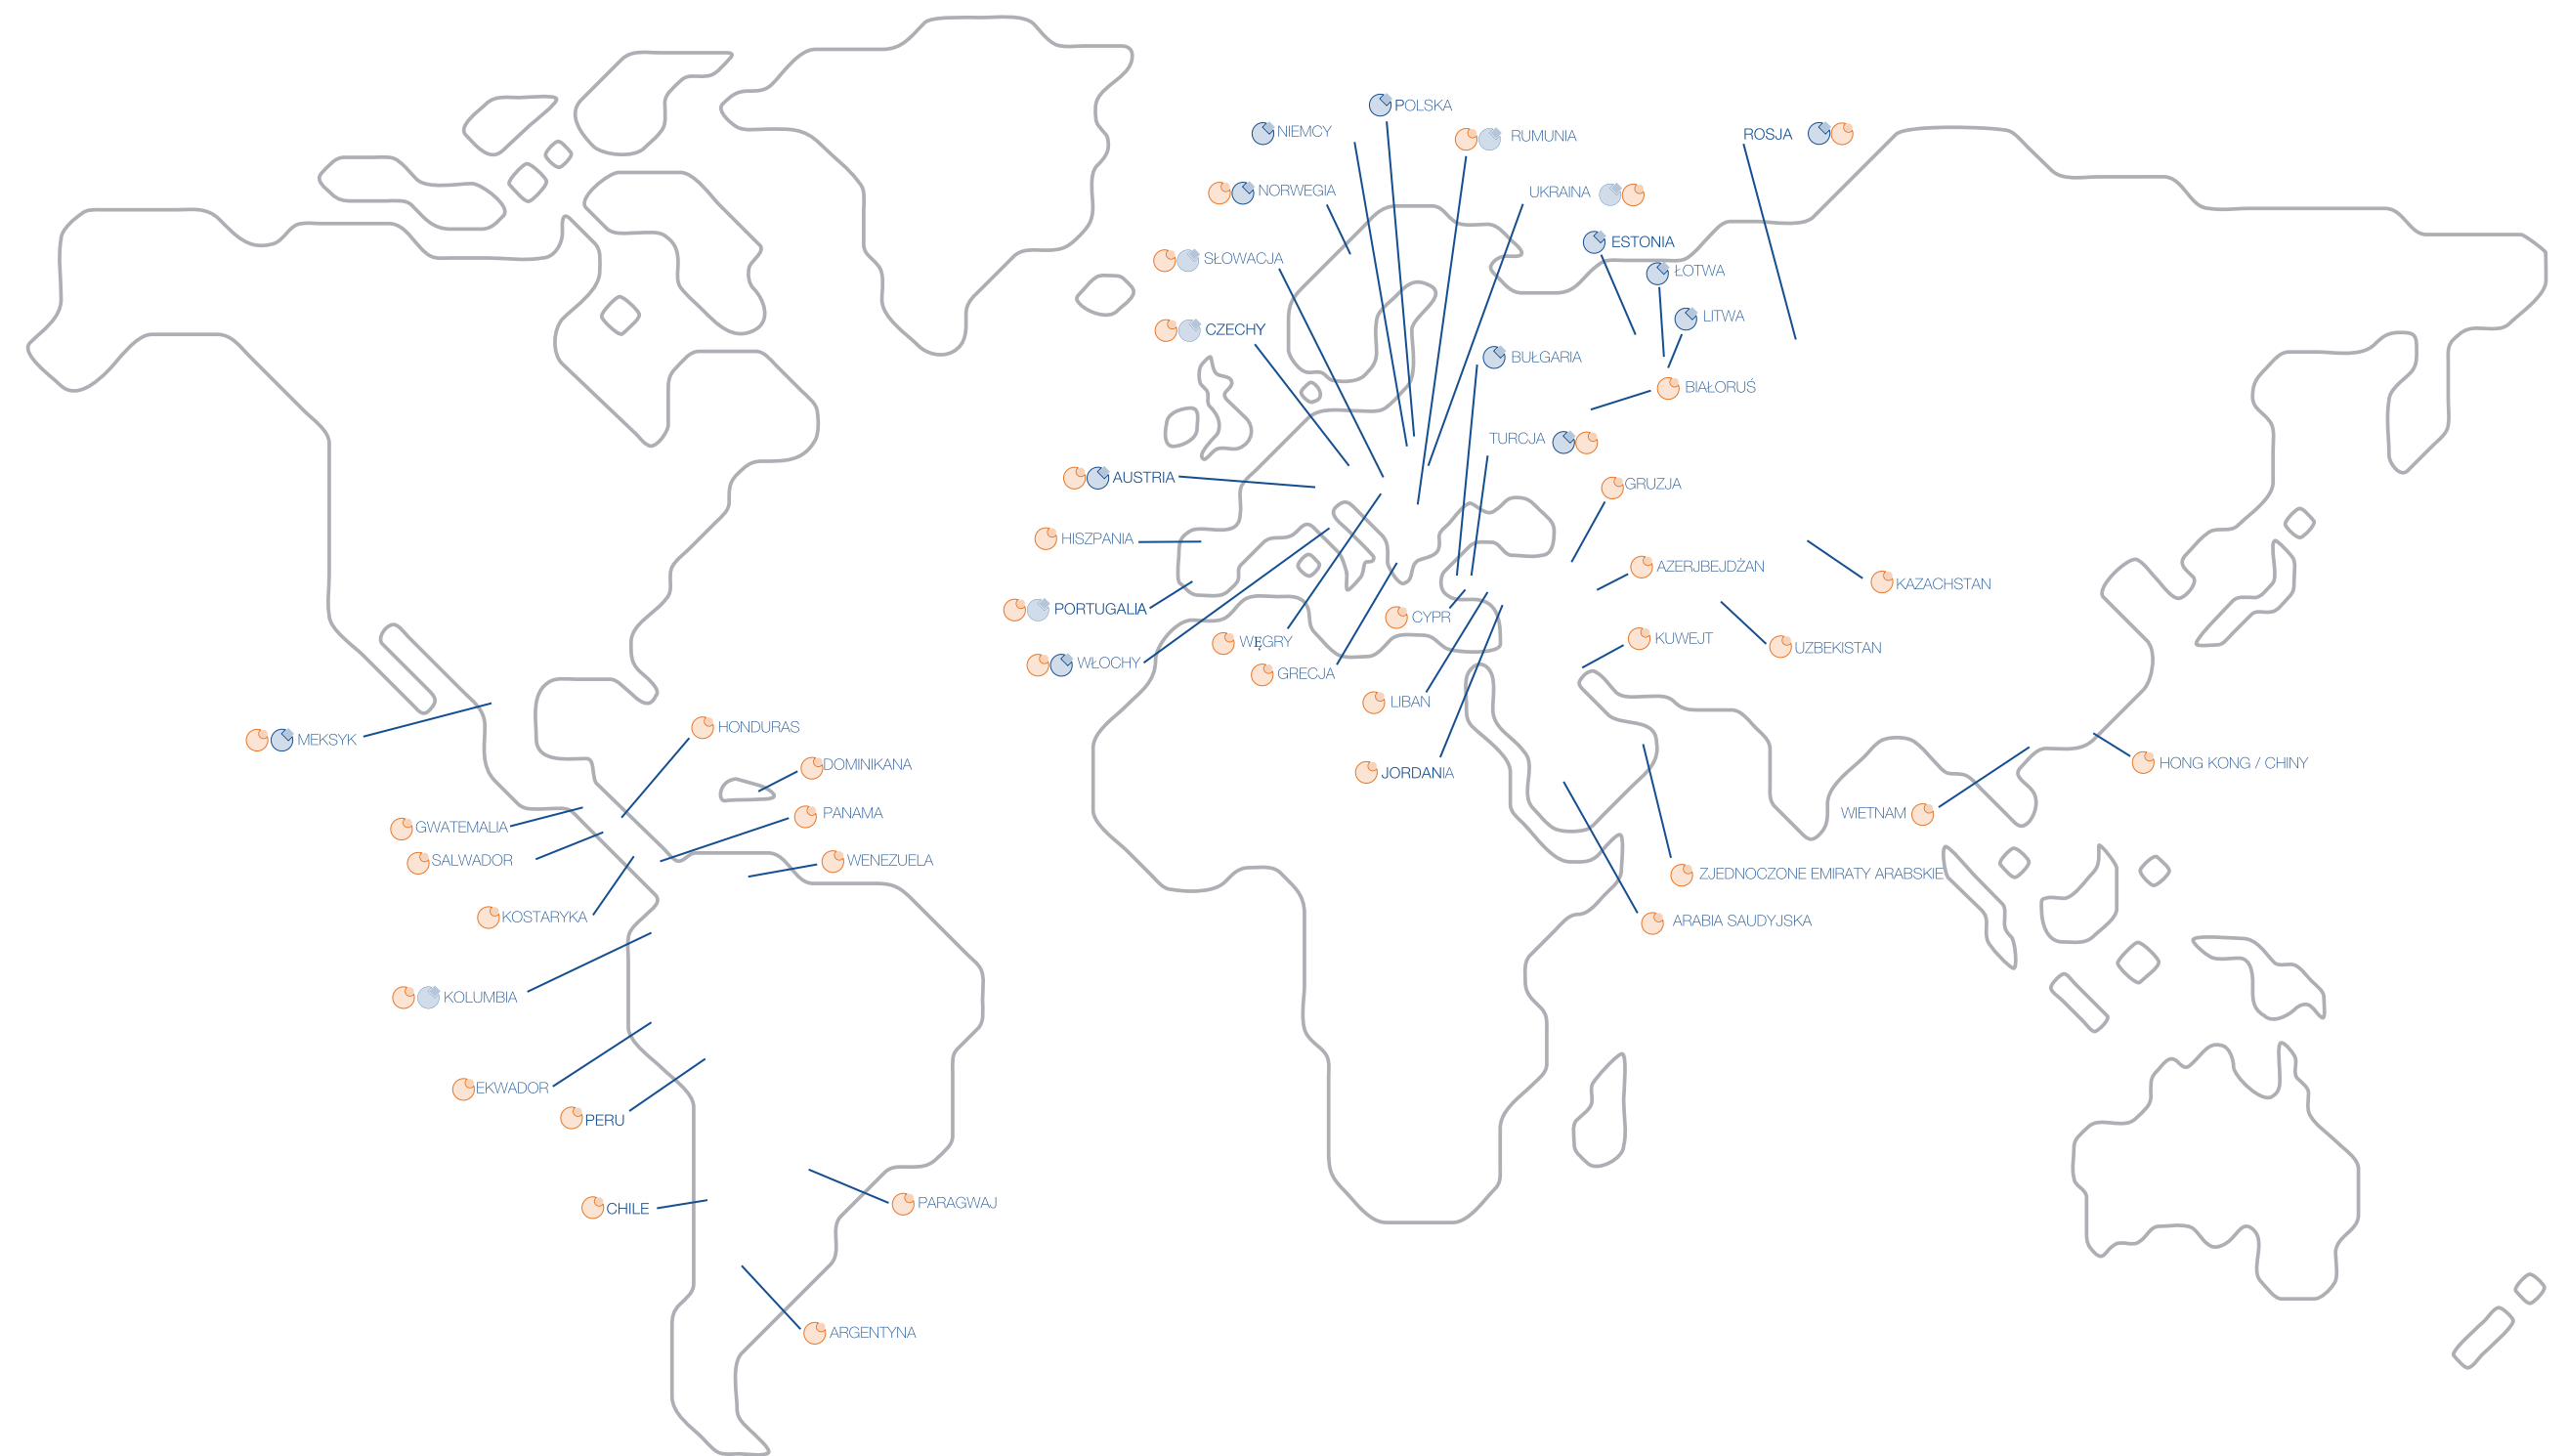 POLSKA
NIEMCY
RUMUNIA
ROSJA
NORWEGIA
UKRAINA
ESTONIA
SŁOWACJA
ŁOTWA
LITWA
CZECHY
BUŁGARIA
BIAŁORUŚ
TURCJA
AUSTRIA
GRUZJA
HISZPANIA
AZERJBEJDŻAN
KAZACHSTAN
PORTUGALIA
CYPR
WĘGRY
KUWEJT
UZBEKISTAN
WŁOCHY
GRECJA
LIBAN
HONDURAS
MEKSYK
DOMINIKANA
JORDANIA
HONG KONG / CHINY
PANAMA
WIETNAM
GWATEMALIA
SALWADOR
WENEZUELA
ZJEDNOCZONE EMIRATY ARABSKIE
KOSTARYKA
ARABIA SAUDYJSKA
KOLUMBIA
EKWADOR
PERU
PARAGWAJ
CHILE
ARGENTYNA